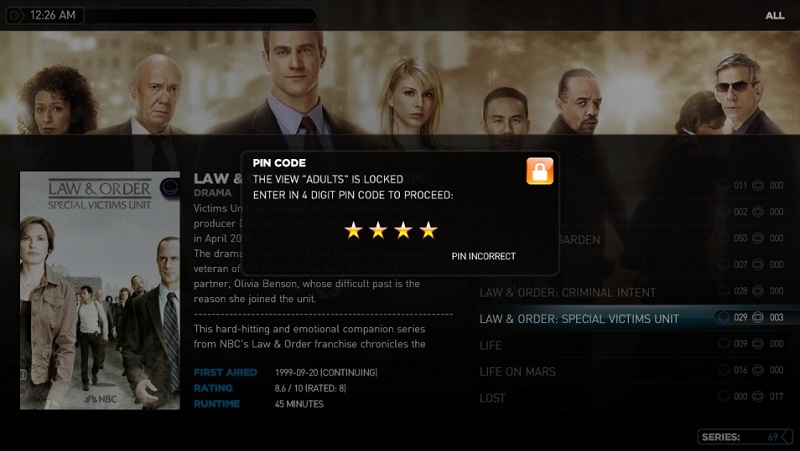 12:26 AM
ALL
PIN CODE
THE VIEW "ADULTS" IS LOCKED
ENTER IN 4 DIGIT PIN CODE TO PROCEED:
PIN INCORRECT
LAW & ORDER
SPECIAL VICTIMS UNIT
NBC
LAW &
DRAMA
Victims
producer
in April
The drama
veteran of
partner, Olivia Benson, whose difficult past is the
reason she joined the unit.
This hard-hitting and emotional companion series
from NBC's Law & Order franchise chronicles the
FIRST AIRED 1999-09-20 (CONTINUING)
RATING 8.6 / 10 (RATED: 8)
RUNTIME 45 MINUTES
011 000
002 000
GARDEN 050 000
007 000
LAW & ORDER: CRIMINAL INTENT 028 000
LAW & ORDER: SPECIAL VICTIMS UNIT 029 003
LIFE 009 000
LIFE ON MARS 016 000
LOST 000 017
SERIES: 69